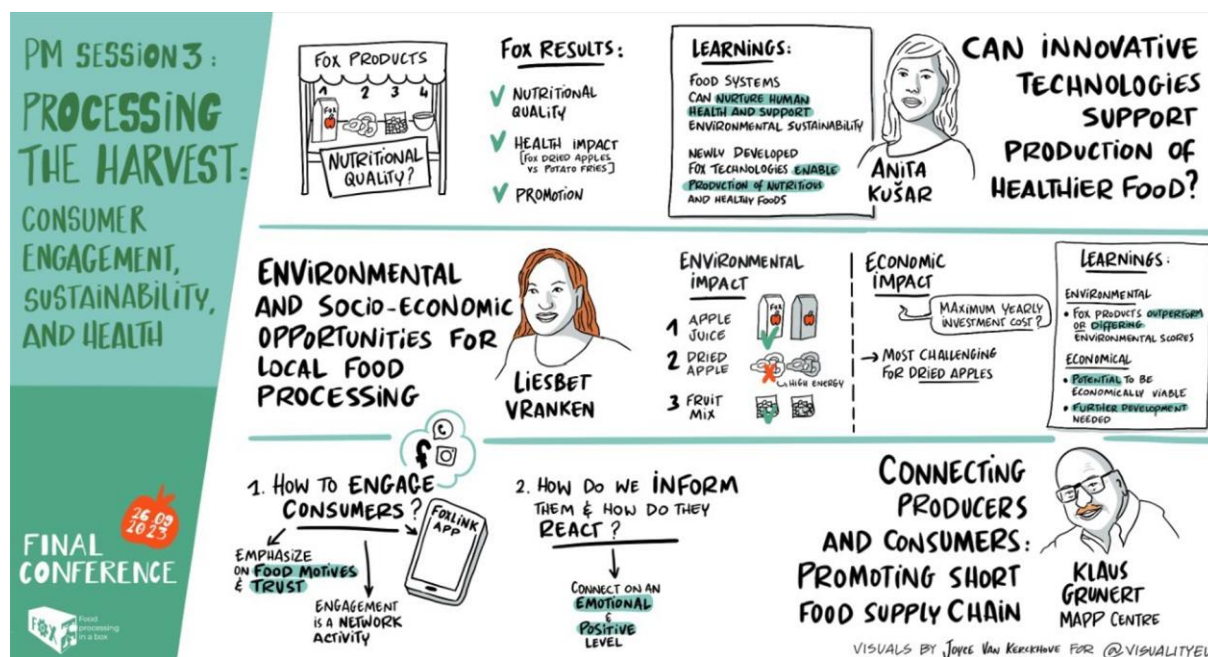 PM SESSION 3:
PROCESSING
THE HARVEST:
CONSUMER
ENGAGEMENT,
SUSTAINABILITY,
AND HEALTH
26.09
2023
FINAL
CONFERENCE
FOX
Food
processing
in a box
FOX PRODUCTS
1 2 3 4
FOX
NUTRITIONAL
QUALITY?
FOX RESULTS:
NUTRITIONAL
QUALITY
HEALTH IMPACT
[FOX DRIED APPLES
VS POTATO FRIES]
PROMOTION
LEARNINGS:
FOOD SYSTEMS
CAN NURTURE HUMAN
HEALTH AND SUPPORT
ENVIRONMENTAL SUSTAINABILITY
NEWLY DEVELOPED
FOX TECHNOLOGIES ENABLE
PRODUCTION OF NUTRITIOUS
AND HEALTHY FOODS
ANITA
KUŠAR
CAN INNOVATIVE
TECHNOLOGIES
SUPPORT
PRODUCTION OF
HEALTHIER FOOD?
ENVIRONMENTAL
AND SOCIO-ECONOMIC
OPPORTUNITIES FOR
LOCAL FOOD
PROCESSING
LIESBET
VRANKEN
ENVIRONMENTAL
IMPACT
1 APPLE
JUICE
FOX
2 DRIED
APPLE
HIGH ENERGY
3 FRUIT
MIX
ECONOMIC
IMPACT
MAXIMUM YEARLY
INVESTMENT COST?
→ MOST CHALLENGING
FOR DRIED APPLES
LEARNINGS:
ENVIRONMENTAL
• FOX PRODUCTS OUTPERFORM
OR DIFFERING
ENVIRONMENTAL SCORES
ECONOMICAL
• POTENTIAL TO BE
ECONOMICALLY VIABLE
• FURTHER DEVELOPMENT
NEEDED
1. HOW TO ENGAGE
CONSUMERS?
FOXLINK
APP
EMPHASIZE
ON FOOD MOTIVES
& TRUST
ENGAGEMENT
IS A NETWORK
ACTIVITY
2. HOW DO WE INFORM
THEM & HOW DO THEY
REACT?
CONNECT ON AN
EMOTIONAL
&
POSITIVE
LEVEL
CONNECTING
PRODUCERS
AND CONSUMERS:
PROMOTING SHORT
FOOD SUPPLY CHAIN
KLAUS
GRUNERT
MAPP CENTRE
VISUALS BY JOYCE VAN KERCKHOVE FOR @VISUALITYEU